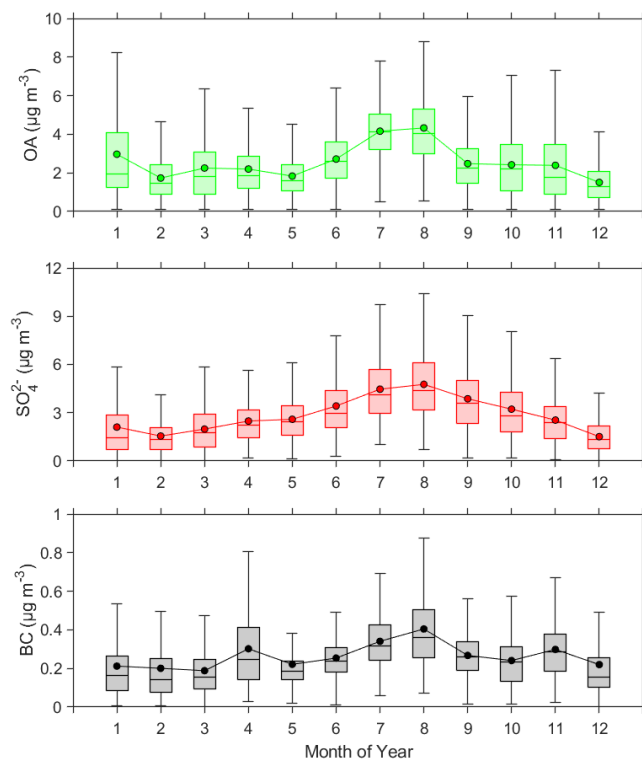 10
8
6
4
2
0
OA (µg m⁻³)
1 2 3 4 5 6 7 8 9 10 11 12
12
9
6
3
0
SO₄²⁻ (µg m⁻³)
1 2 3 4 5 6 7 8 9 10 11 12
1
0.8
0.6
0.4
0.2
0
BC (µg m⁻³)
1 2 3 4 5 6 7 8 9 10 11 12
Month of Year